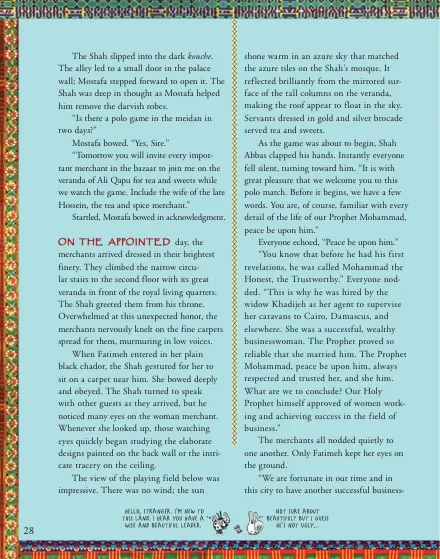 The Shah slipped into the dark kouche.
The alley led to a small door in the palace
wall; Mostafa stepped forward to open it. The
Shah was deep in thought as Mostafa helped
him remove the darvish robes.
"Is there a polo game in the meidan in
two days?"
Mostafa bowed. "Yes, Sire."
"Tomorrow you will invite every impor-
tant merchant in the bazaar to join me on the
veranda of Ali Qapu for tea and sweets while
we watch the game. Include the wife of the late
Hossein, the tea and spice merchant."
Startled, Mostafa bowed in acknowledgment.
ON THE APPOINTED day, the
merchants arrived dressed in their brightest
finery. They climbed the narrow circu-
lar stairs to the second floor with its great
veranda in front of the royal living quarters.
The Shah greeted them from his throne.
Overwhelmed at this unexpected honor, the
merchants nervously knelt on the fine carpets
spread for them, murmuring in low voices.
When Fatimeh entered in her plain
black chador, the Shah gestured for her to
sit on a carpet near him. She bowed deeply
and obeyed. The Shah turned to speak
with other guests as they arrived, but he
noticed many eyes on the woman merchant.
Whenever she looked up, those watching
eyes quickly began studying the elaborate
designs painted on the back wall or the intri-
cate tracery on the ceiling.
The view of the playing field below was
impressive. There was no wind; the sun
shone warm in an azure sky that matched
the azure tiles on the Shah's mosque. It
reflected brilliantly from the mirrored sur-
face of the tall columns on the veranda,
making the roof appear to float in the sky.
Servants dressed in gold and silver brocade
served tea and sweets.
As the game was about to begin, Shah
Abbas clapped his hands. Instantly everyone
fell silent, turning toward him. "It is with
great pleasure that we welcome you to this
polo match. Before it begins, we have a few
words. You are, of course, familiar with every
detail of the life of our Prophet Mohammad,
peace be upon him."
Everyone echoed, "Peace be upon him."
"You know that before he had his first
revelations, he was called Mohammad the
Honest, the Trustworthy." Everyone nod-
ded. "This is why he was hired by the
widow Khadijeh as her agent to supervise
her caravans to Cairo, Damascus, and
elsewhere. She was a successful, wealthy
businesswoman. The Prophet proved so
reliable that she married him. The Prophet
Mohammad, peace be upon him, always
respected and trusted her, and she him.
What are we to conclude? Our Holy
Prophet himself approved of women work-
ing and achieving success in the field of
business."
The merchants all nodded quietly to
one another. Only Fatimeh kept her eyes on
the ground.
"We are fortunate in our time and in
this city to have another successful business-
HELLO, STRANGER. I'M NEW TO
THIS LAND. I HEAR YOU HAVE A
WISE AND BEAUTIFUL LEADER.
NOT SURE ABOUT
BEAUTIFUL! BUT I GUESS
HE'S NOT UGLY...
28